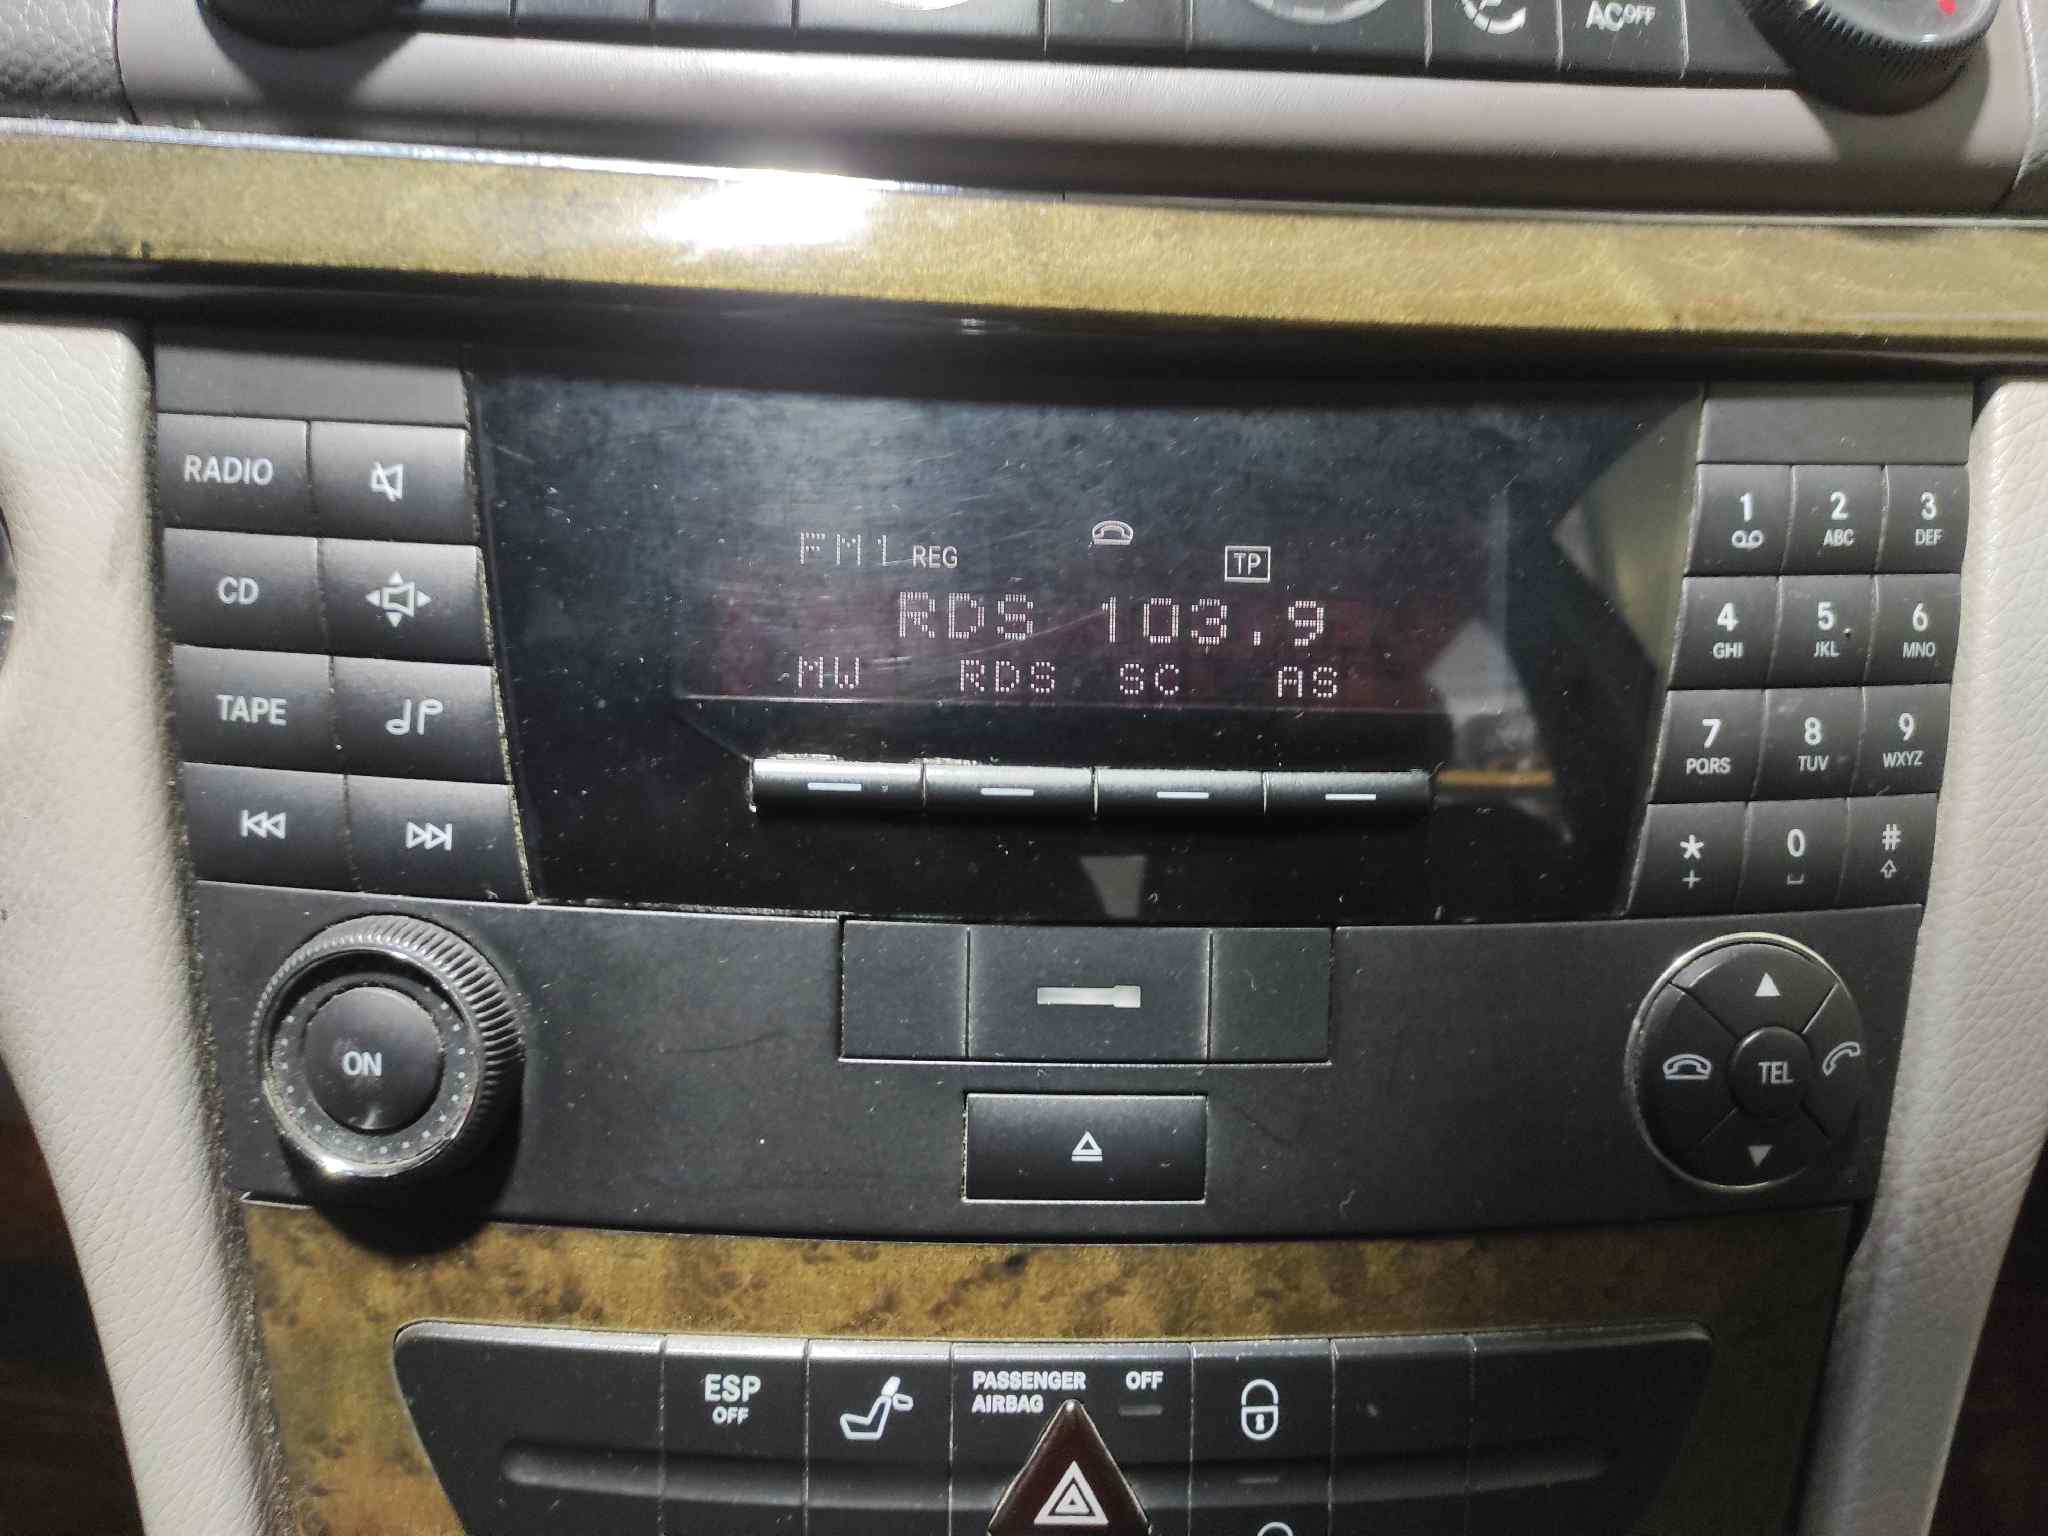 AC OFF
RADIO
CD
TAPE
FM1 REG TP
RDS 103.9
MW RDS SC AS
1 2 ABC 3 DEF
4 GHI 5 JKL 6 MNO
7 PQRS 8 TUV 9 WXYZ
* + 0 #
ON
TEL
ESP OFF
PASSENGER AIRBAG OFF